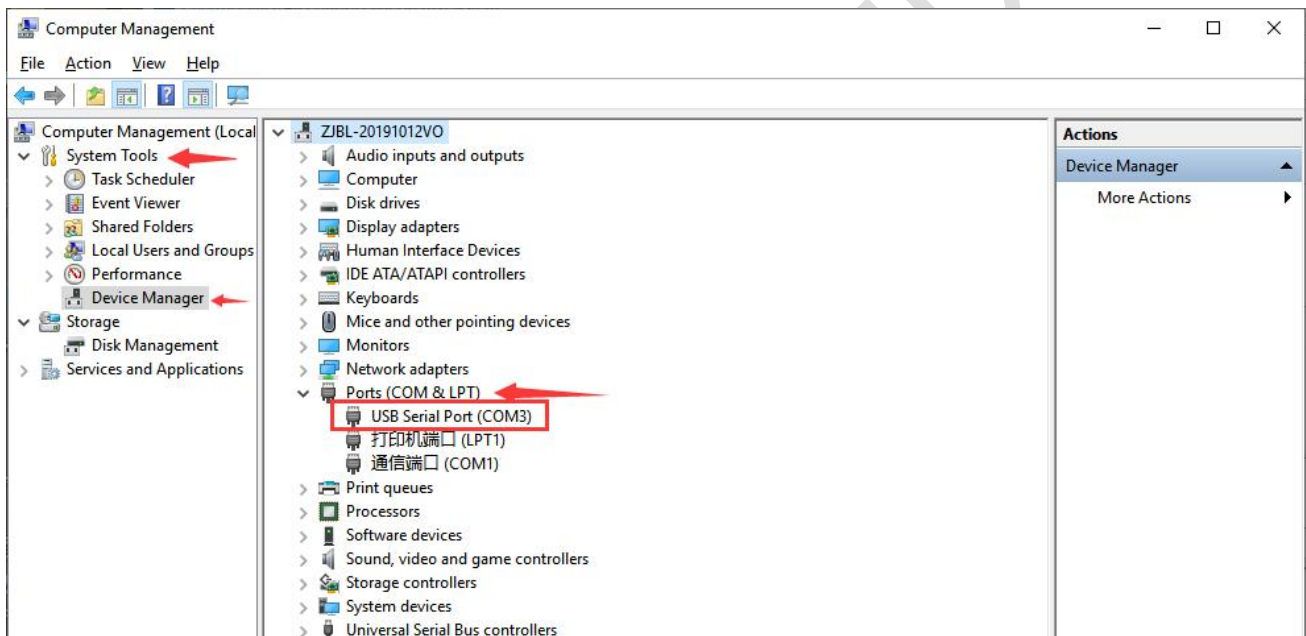 Computer Management
File Action View Help
Computer Management (Local
System Tools
Task Scheduler
Event Viewer
Shared Folders
Local Users and Groups
Performance
Device Manager
Storage
Disk Management
Services and Applications
ZJBL-20191012VO
Audio inputs and outputs
Computer
Disk drives
Display adapters
Human Interface Devices
IDE ATA/ATAPI controllers
Keyboards
Mice and other pointing devices
Monitors
Network adapters
Ports (COM & LPT)
USB Serial Port (COM3)
打印机端口 (LPT1)
通信端口 (COM1)
Print queues
Processors
Software devices
Sound, video and game controllers
Storage controllers
System devices
Universal Serial Bus controllers
Actions
Device Manager
More Actions